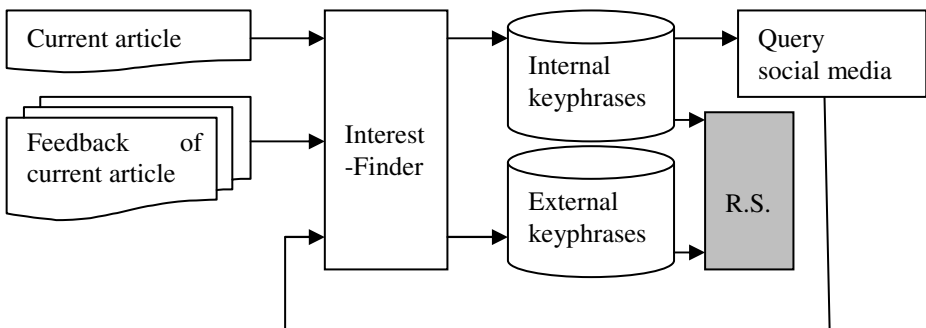 Current article
Feedback of
current article
Interest
-Finder
Internal
keyphrases
External
keyphrases
Query
social media
R.S.